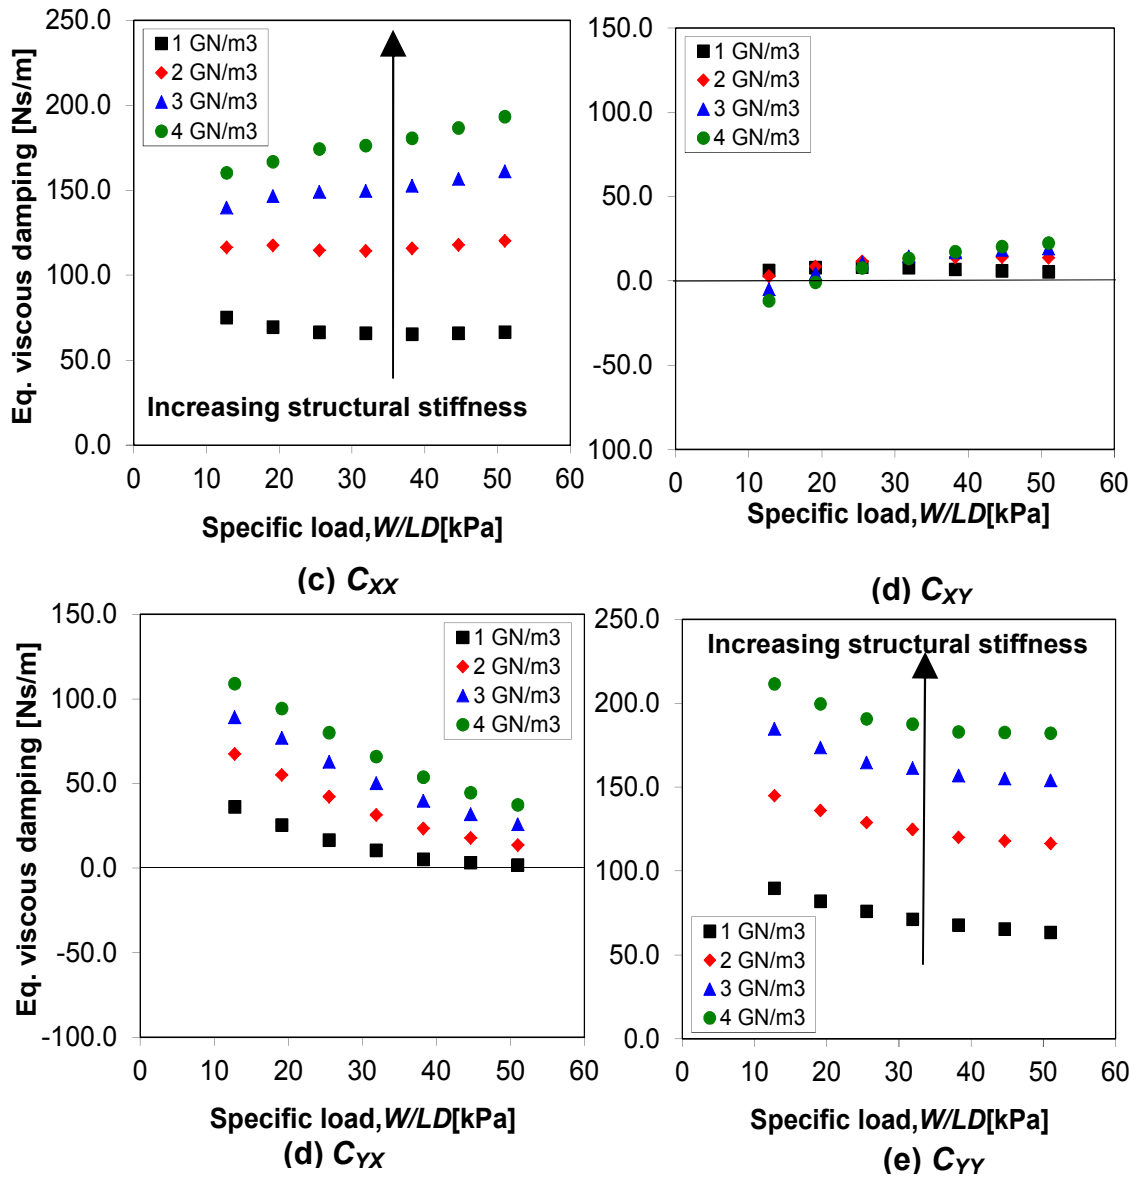 Eq. viscous damping [Ns/m]
250.0
200.0
150.0
100.0
50.0
0.0
1 GN/m3
2 GN/m3
3 GN/m3
4 GN/m3
Increasing structural stiffness
0 10 20 30 40 50 60
Specific load,W/LD[kPa]
(c) CXX
150.0
100.0
50.0
0.0
-50.0
100.0
1 GN/m3
2 GN/m3
3 GN/m3
4 GN/m3
0 10 20 30 40 50 60
Specific load,W/LD[kPa]
(d) CXY
Eq. viscous damping [Ns/m]
150.0
100.0
50.0
0.0
-50.0
-100.0
1 GN/m3
2 GN/m3
3 GN/m3
4 GN/m3
0 10 20 30 40 50 60
Specific load,W/LD[kPa]
(d) CYX
250.0
200.0
150.0
100.0
50.0
0.0
Increasing structural stiffness
1 GN/m3
2 GN/m3
3 GN/m3
4 GN/m3
0 10 20 30 40 50 60
Specific load,W/LD[kPa]
(e) CYY